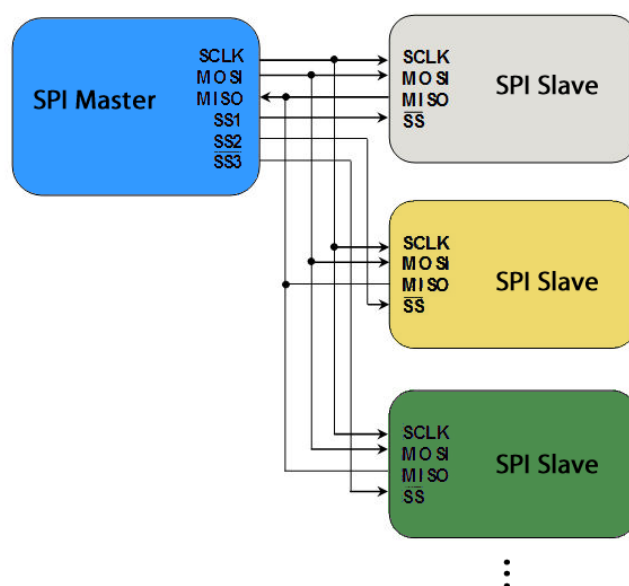 SPI Master
SCLK
MOSI
MISO
SS1
SS2
SS3
SCLK
MOSI
MISO
SS
SPI Slave
SCLK
MOSI
MISO
SS
SPI Slave
SCLK
MOSI
MISO
SS
SPI Slave